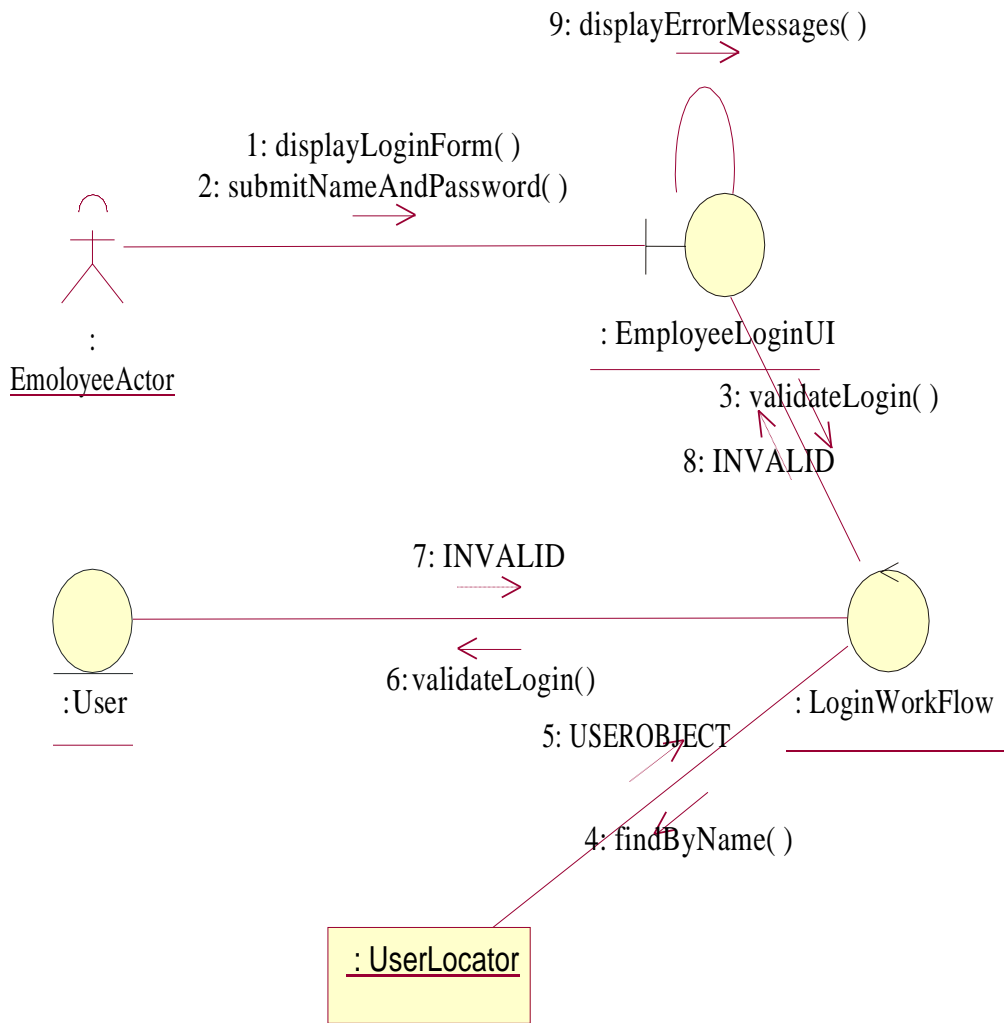 9: displayErrorMessages( )
1: displayLoginForm( )
2: submitNameAndPassword( )
:
EmoloyeeActor
: EmployeeLoginUI
3: validateLogin( )
8: INVALID
7: INVALID
6:validateLogin()
:User
: LoginWorkFlow
5: USEROBJECT
4: findByName( )
: UserLocator